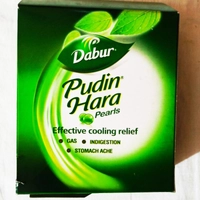 Dabur
Pudin®
Hara
Pearls
Effective cooling relief
GAS INDIGESTION
STOMACH ACHE